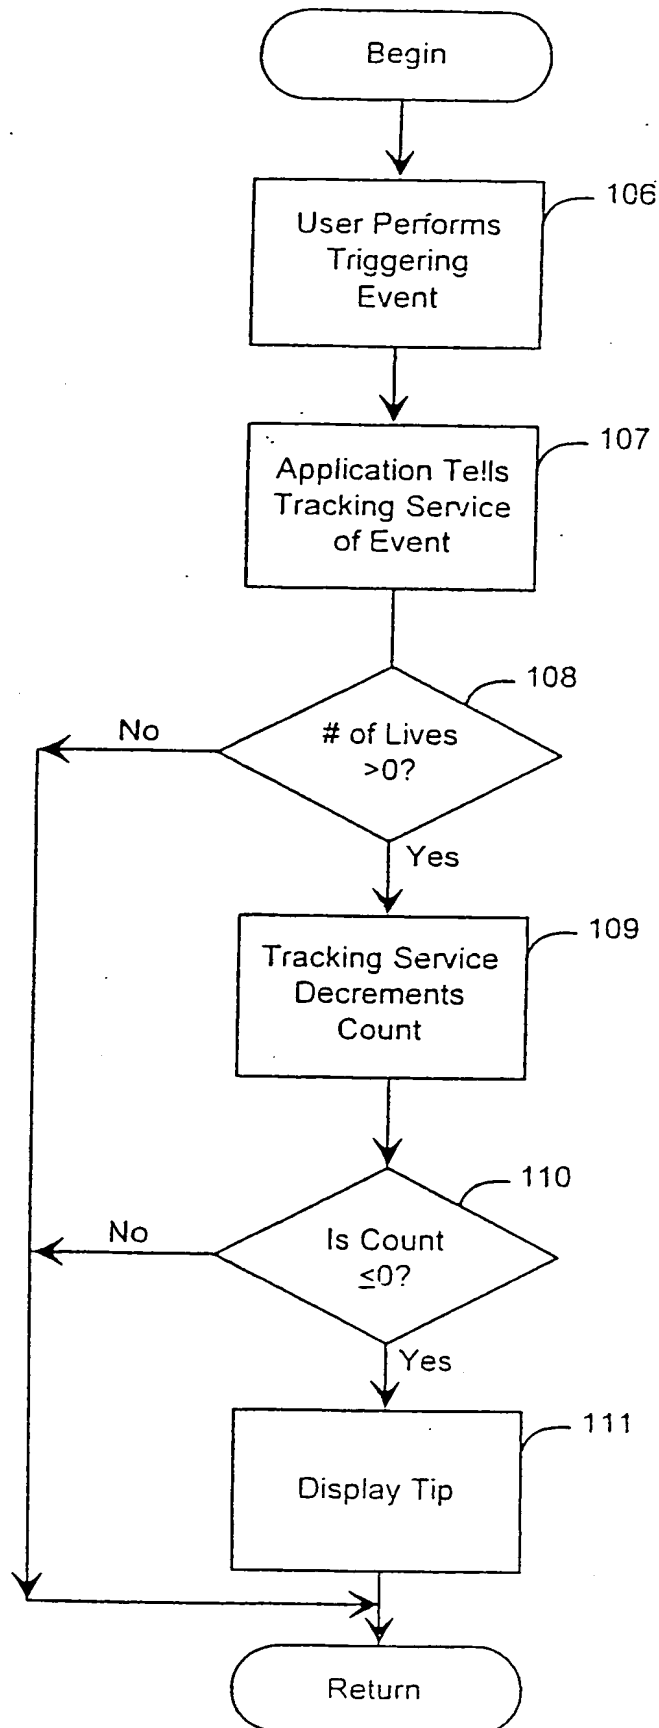 Begin
106
User Performs
Triggering
Event
107
Application Tells
Tracking Service
of Event
108
No
# of Lives
>0?
Yes
109
Tracking Service
Decrements
Count
110
No
Is Count
≤0?
Yes
111
Display Tip
Return